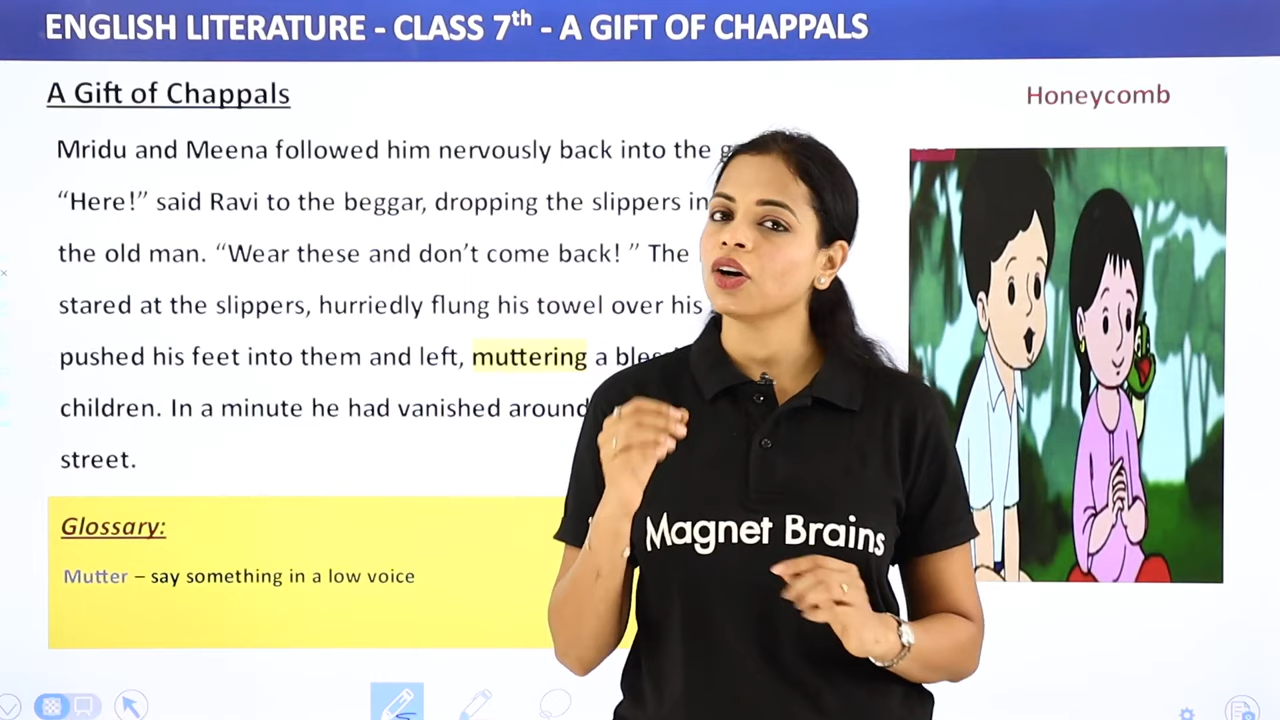 ENGLISH LITERATURE - CLASS 7th - A GIFT OF CHAPPALS
A Gift of Chappals
Honeycomb
Mridu and Meena followed him nervously back into the
“Here!” said Ravi to the beggar, dropping the slippers in
the old man. “Wear these and don’t come back! ” The
stared at the slippers, hurriedly flung his towel over his
pushed his feet into them and left, muttering a
children. In a minute he had vanished around
street.
Glossary:
Mutter – say something in a low voice
Magnet Brains